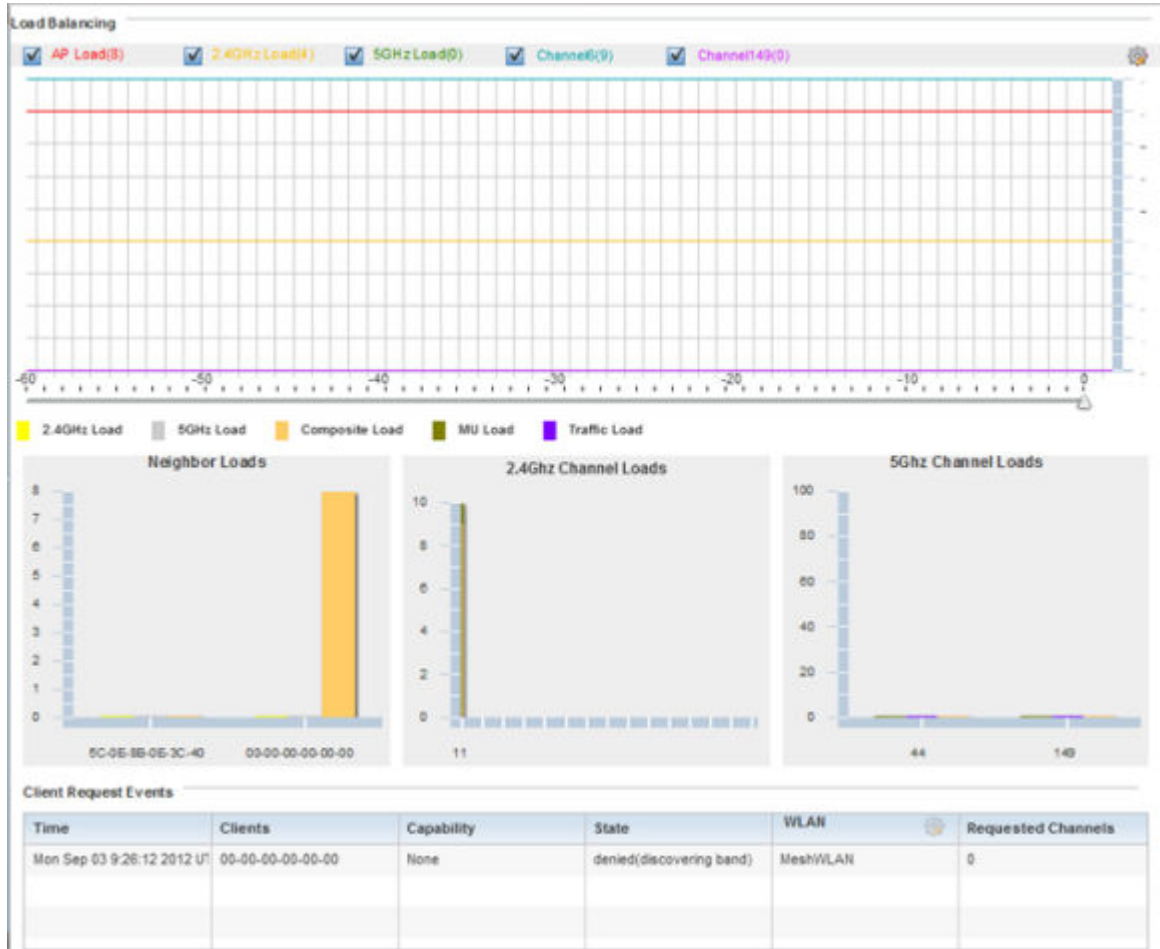 Load Balancing
AP Load(8) 2.4GHz Load(4) 5GHz Load(0) Channel6(9) Channel149(0)
-60 -50 -40 -30 -20 -10 0
2.4GHz Load 5GHz Load Composite Load MU Load Traffic Load
Neighbor Loads
8
7
6
5
4
3
2
1
0
5C-0E-8B-0E-3C-40 00-00-00-00-00-00
2.4Ghz Channel Loads
10
8
6
4
2
0
11
5Ghz Channel Loads
100
80
60
40
20
0
44 149
Client Request Events
Time Clients Capability State WLAN Requested Channels
Mon Sep 03 9:26:12 2012 UT 00-00-00-00-00-00 None denied(discovering band) MeshWLAN 0